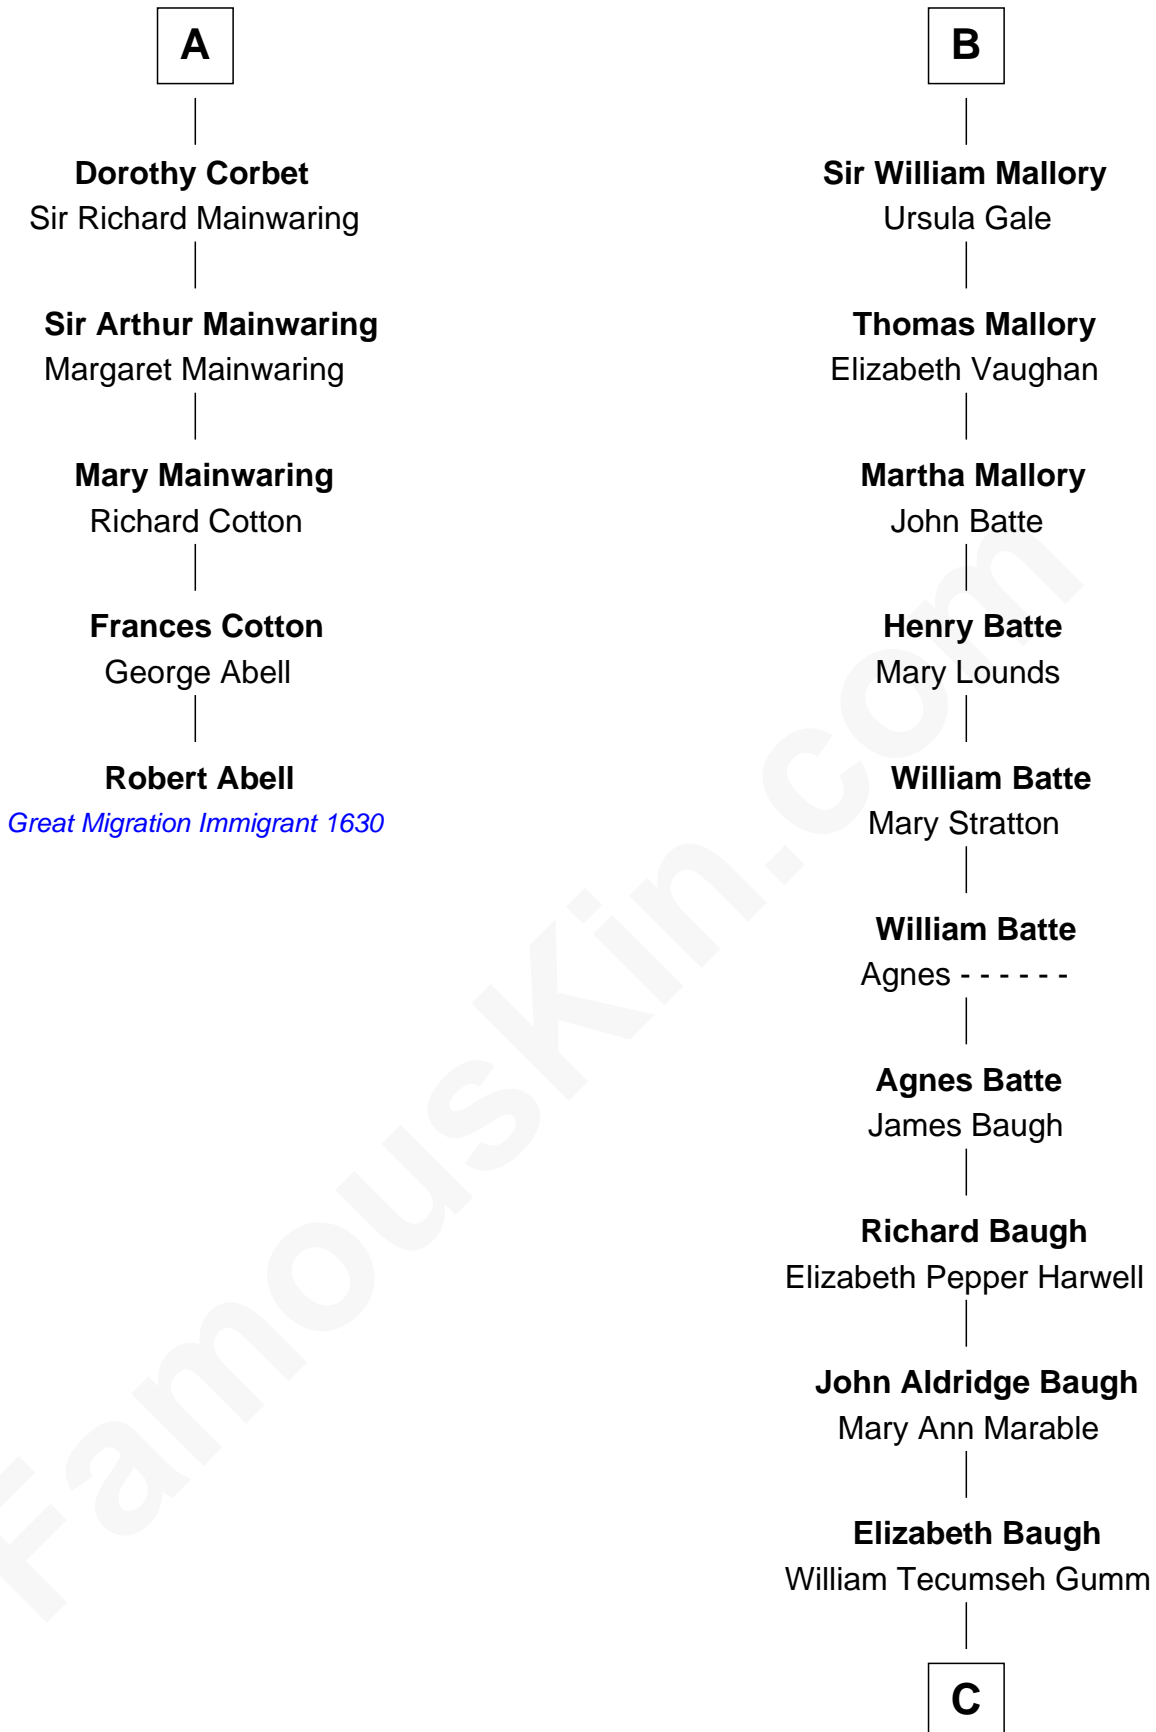 A
Dorothy Corbet
Sir Richard Mainwaring
Sir Arthur Mainwaring
Margaret Mainwaring
Mary Mainwaring
Richard Cotton
Frances Cotton
George Abell
Robert Abell
Great Migration Immigrant 1630
B
Sir William Mallory
Ursula Gale
Thomas Mallory
Elizabeth Vaughan
Martha Mallory
John Batte
Henry Batte
Mary Lounds
William Batte
Mary Stratton
William Batte
Agnes - - - - - -
Agnes Batte
James Baugh
Richard Baugh
Elizabeth Pepper Harwell
John Aldridge Baugh
Mary Ann Marable
Elizabeth Baugh
William Tecumseh Gumm
C
FamousKin.com